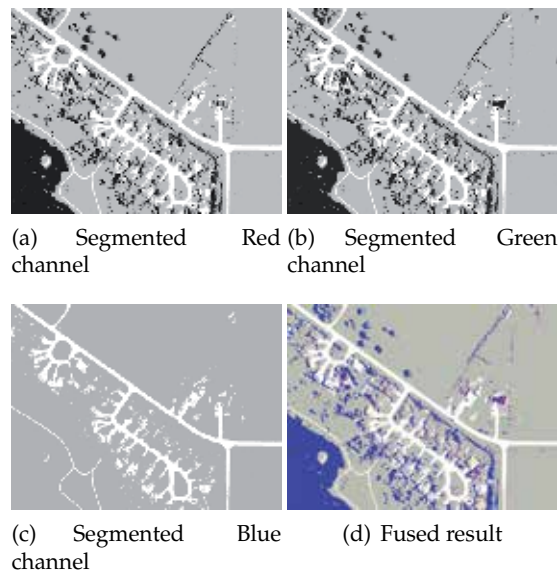 (a) Segmented Red channel
(b) Segmented Green channel
(c) Segmented Blue channel
(d) Fused result